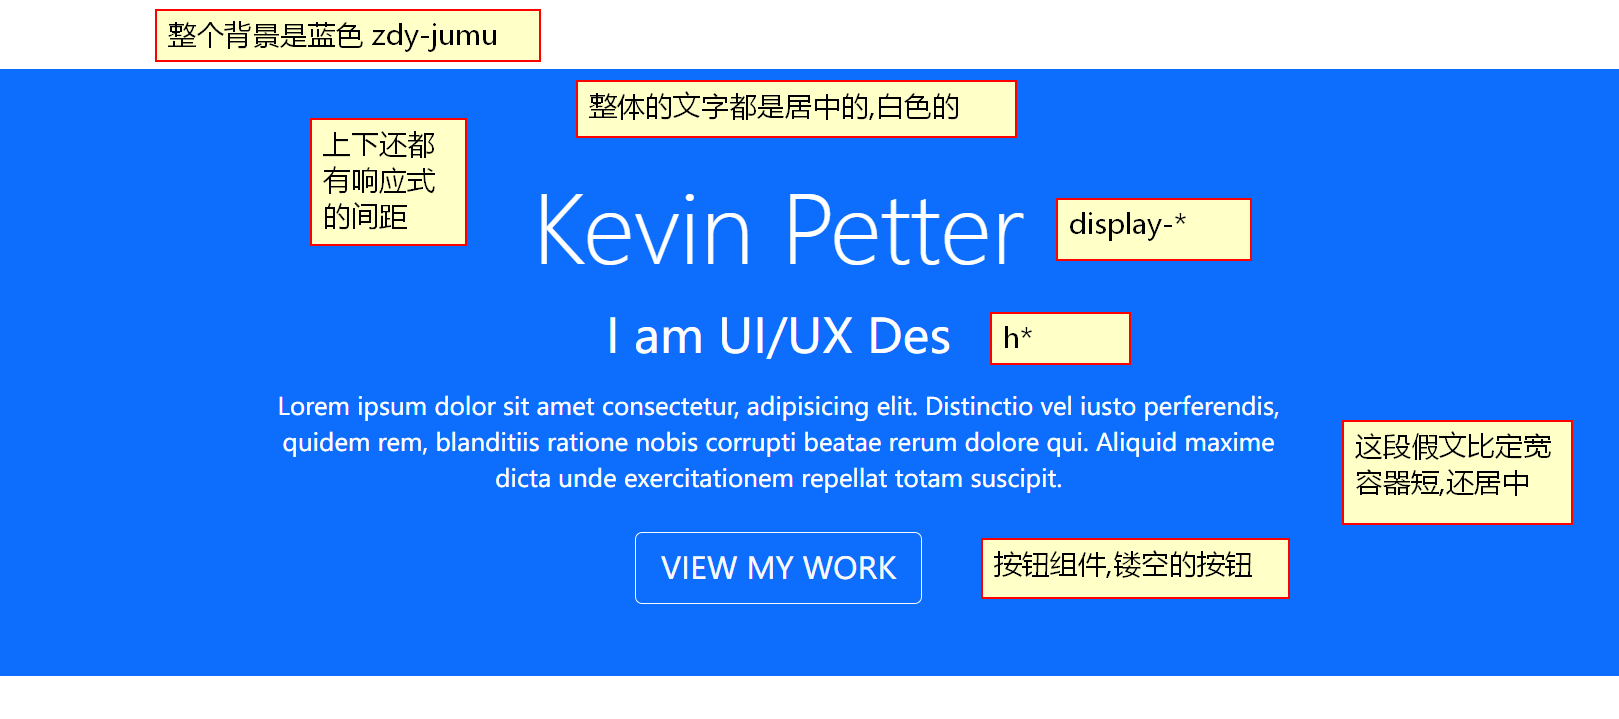 整个背景是蓝色 zdy-jumu
整体的文字都是居中的,白色的
上下还都
有响应式
的间距
Kevin Petter
display-*
I am UI/UX Des
h*
Lorem ipsum dolor sit amet consectetur, adipisicing elit. Distinctio vel iusto perferendis,
quidem rem, blanditiis ratione nobis corrupti beatae rerum dolore qui. Aliquid maxime
dicta unde exercitationem repellat totam suscipit.
这段假文比定宽
容器短,还居中
VIEW MY WORK
按钮组件,镂空的按钮